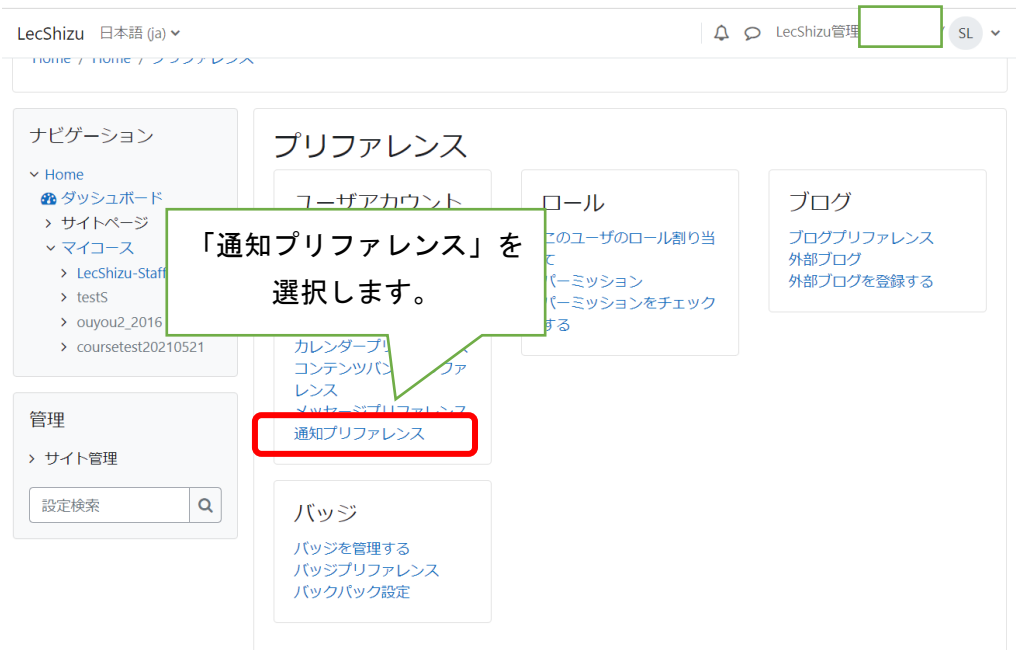 LecShizu 日本語 (ja)
LecShizu管理
SL
Home / Home / プリファレンス
ナビゲーション
Home
ダッシュボード
サイトページ
マイコース
LecShizu-Staff
testS
ouyou2_2016
coursetest20210521
管理
サイト管理
設定検索
プリファレンス
ユーザアカウント
「通知プリファレンス」を
選択します。
カレンダープリ
コンテンツバン ファ
レンス
メッセージプリファレンス
通知プリファレンス
バッジ
バッジを管理する
バッジプリファレンス
バックパック設定
ロール
このユーザのロール割り当
て
パーミッション
パーミッションをチェック
する
ブログ
ブログプリファレンス
外部ブログ
外部ブログを登録する